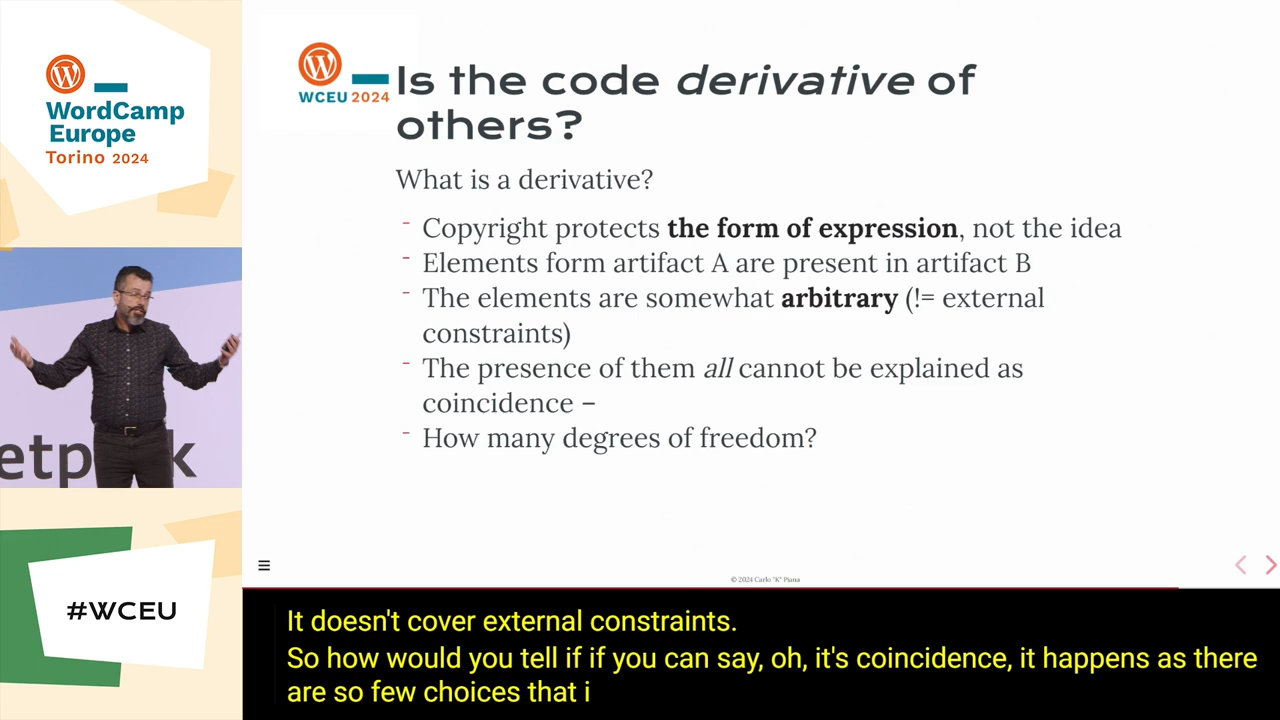 WordCamp
Europe
Torino 2024
WCEU 2024
Is the code derivative of
others?
What is a derivative?
- Copyright protects the form of expression, not the idea
- Elements form artifact A are present in artifact B
- The elements are somewhat arbitrary (!= external
constraints)
- The presence of them all cannot be explained as
coincidence –
- How many degrees of freedom?
etp k
#WCEU
© 2024 Carlo "K" Piana
It doesn't cover external constraints.
So how would you tell if if you can say, oh, it's coincidence, it happens as there
are so few choices that i